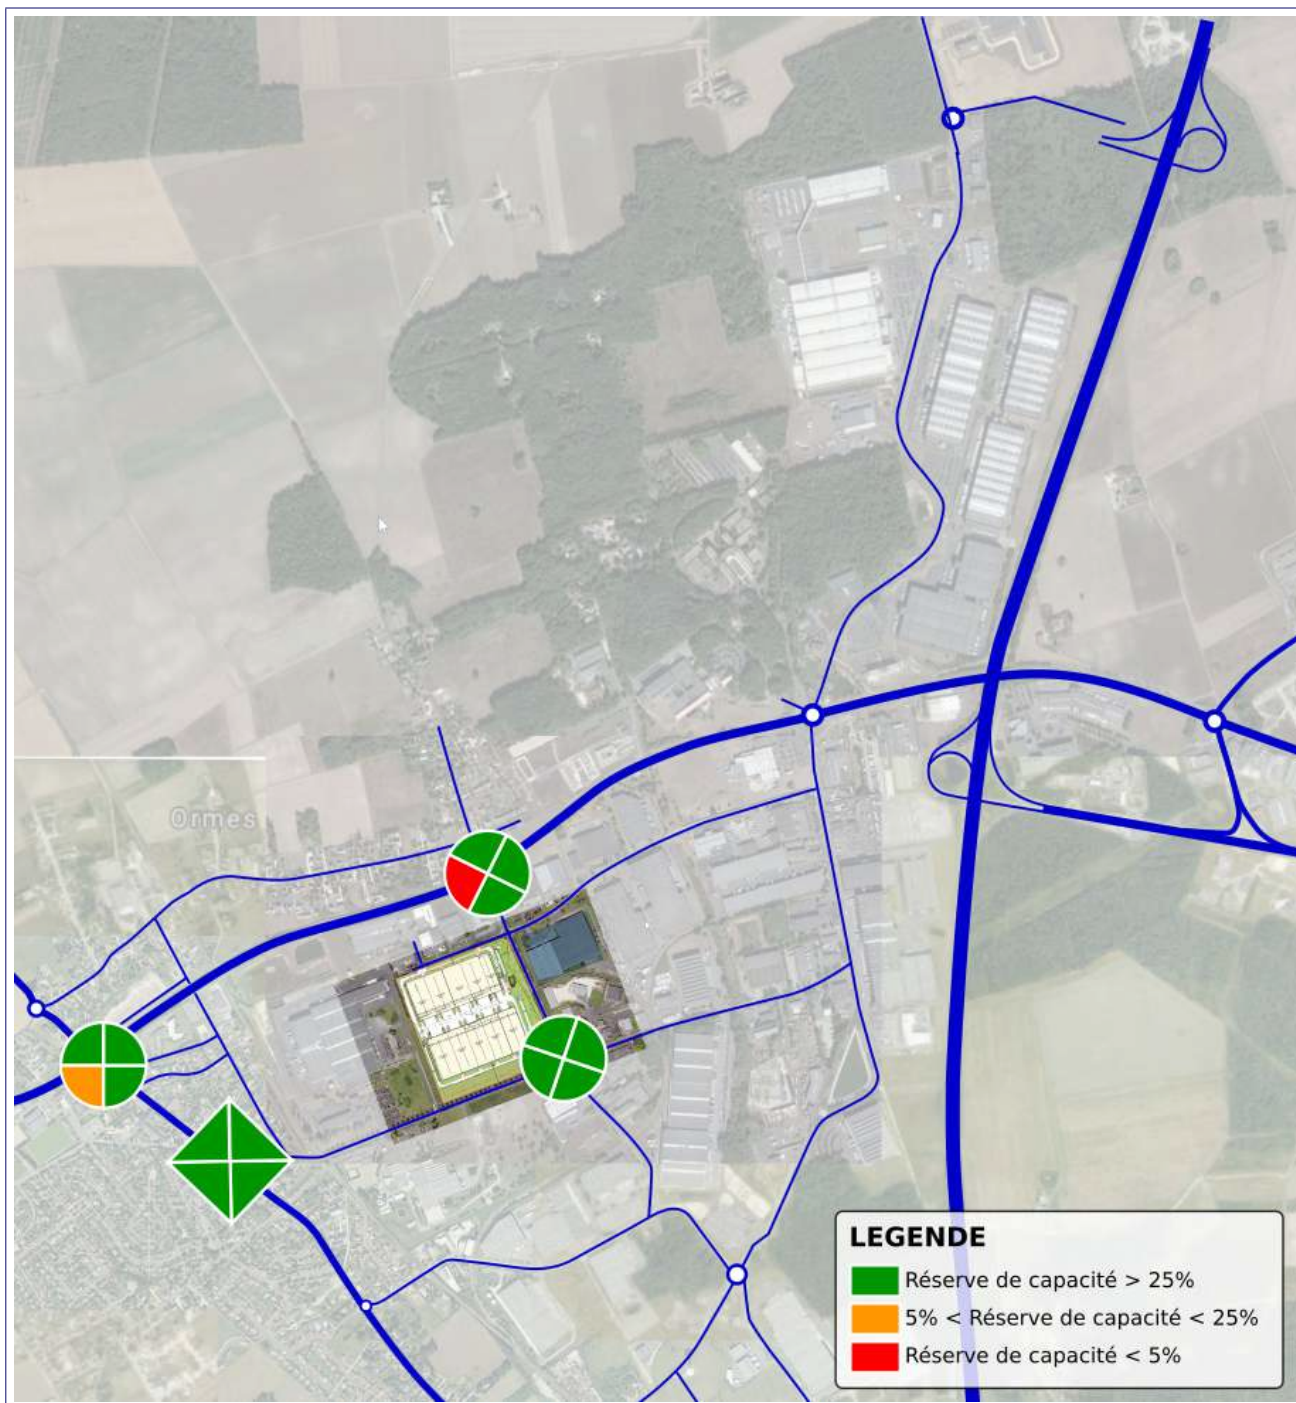 Ormes
LEGENDE
Réserve de capacité > 25%
5% < Réserve de capacité < 25%
Réserve de capacité < 5%